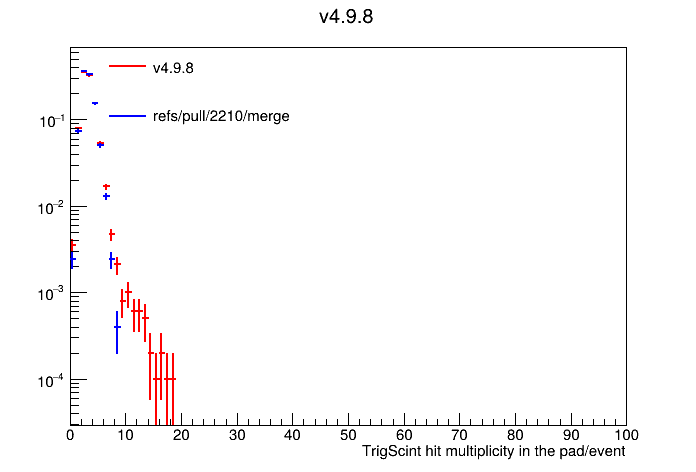 v4.9.8
v4.9.8
refs/pull/2210/merge
10⁻¹
10⁻²
10⁻³
10⁻⁴
0 10 20 30 40 50 60 70 80 90 100
TrigScint hit multiplicity in the pad/event